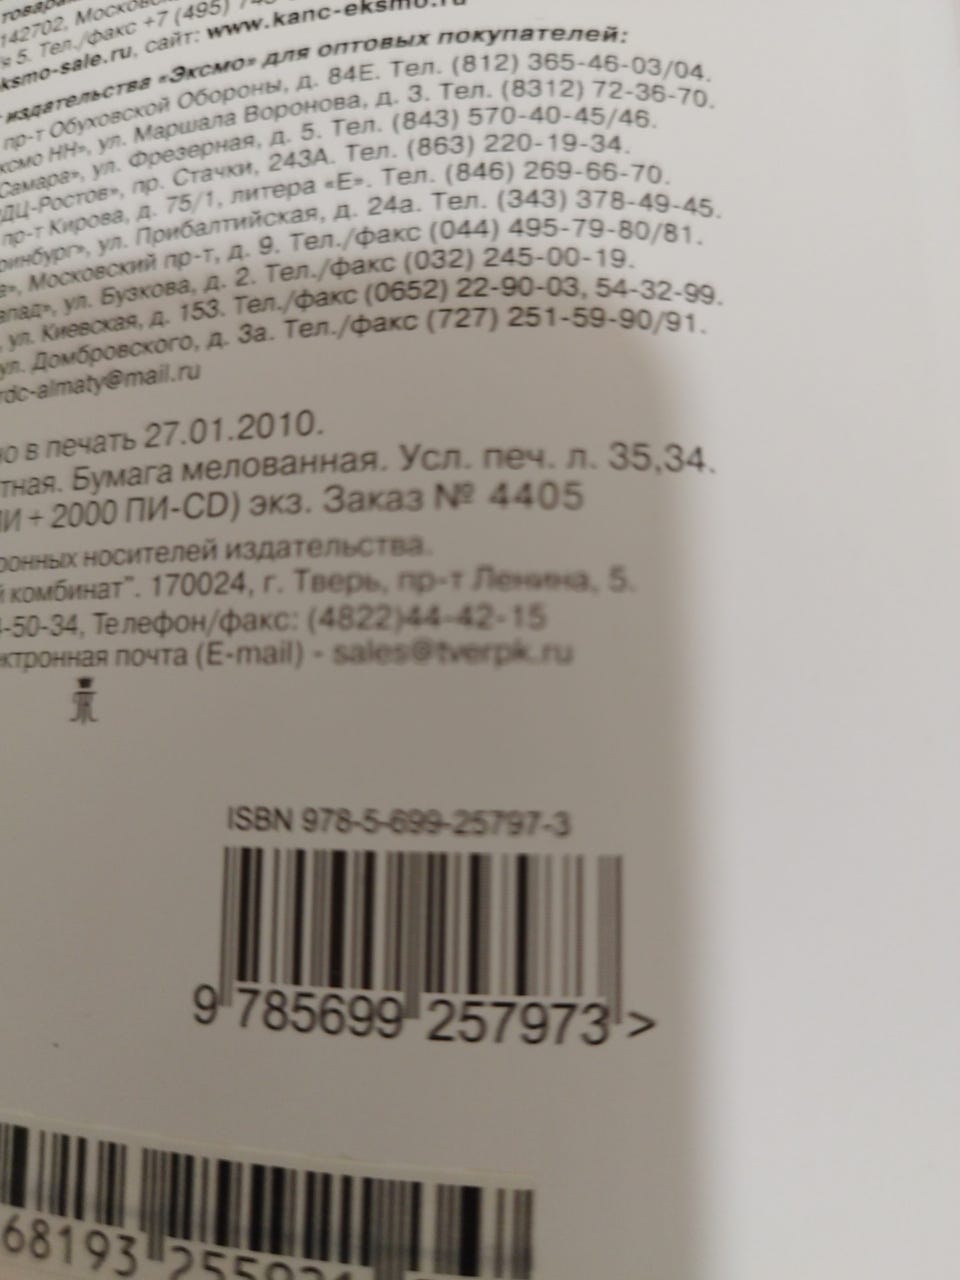 142702, Москов
5. Тел./факс +7 (495) 745
ksmo-sale.ru, сайт: www.kanc-eksmo.ru
издательства «Эксмо» для оптовых покупателей:
пр-т Обуховской Обороны, д. 84Е. Тел. (812) 365-46-03/04.
ксмо НН», ул. Маршала Воронова, д. 3. Тел. (8312) 72-36-70.
Самара», ул. Фрезерная, д. 5. Тел. (843) 570-40-45/46.
ДЦ-Ростов», пр. Стачки, 243А. Тел. (863) 220-19-34.
пр-т Кирова, д. 75/1, литера «Е». Тел. (846) 269-66-70.
ринбург», ул. Прибалтийская, д. 24а. Тел. (343) 378-49-45.
в», Московский пр-т, д. 9. Тел./факс (044) 495-79-80/81.
апад», ул. Бузкова, д. 2. Тел./факс (032) 245-00-19.
, ул. Киевская, д. 153. Тел./факс (0652) 22-90-03, 54-32-99.
ул. Домбровского, д. 3а. Тел./факс (727) 251-59-90/91.
rdc-almaty@mail.ru
но в печать 27.01.2010.
тная. Бумага мелованная. Усл. печ. л. 35,34.
ПИ + 2000 ПИ-CD) экз. Заказ № 4405
ронных носителей издательства.
й комбинат". 170024, г. Тверь, пр-т Ленина, 5.
4-50-34, Телефон/факс: (4822)44-42-15
ктронная почта (E-mail) - sales@tverpk.ru
ISBN 978-5-699-25797-3
9 785699 257973 >
68193